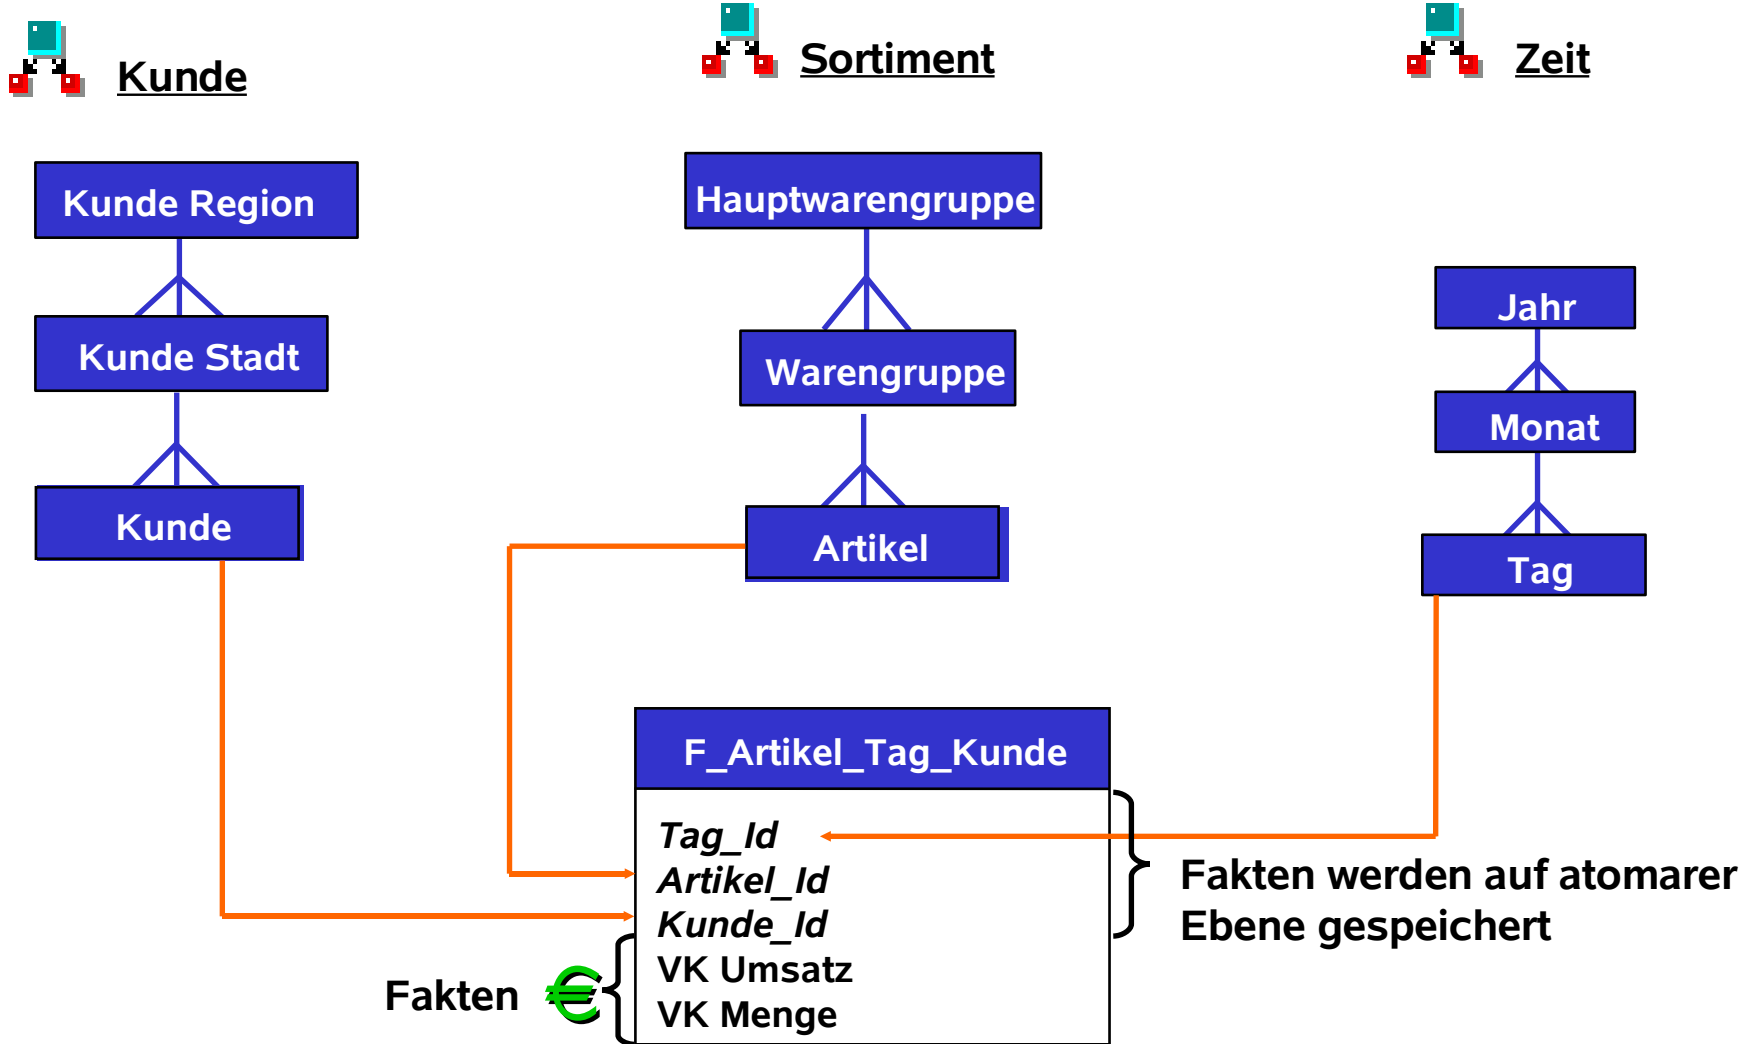 Kunde
Sortiment
Zeit
Kunde Region
Kunde Stadt
Kunde
Hauptwarengruppe
Warengruppe
Artikel
Jahr
Monat
Tag
F_Artikel_Tag_Kunde
Tag_Id
Artikel_Id
Kunde_Id
VK Umsatz
VK Menge
Fakten €
Fakten werden auf atomarer
Ebene gespeichert